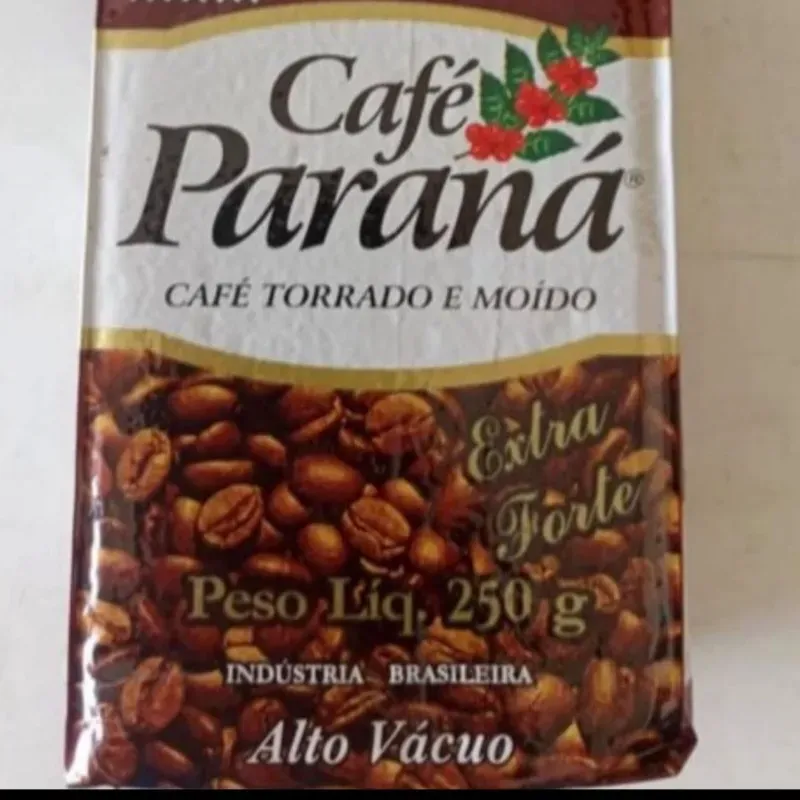 Café
Paraná®
CAFÉ TORRADO E MOÍDO
Extra
Forte
Peso Líq. 250 g
INDÚSTRIA BRASILEIRA
Alto Vácuo